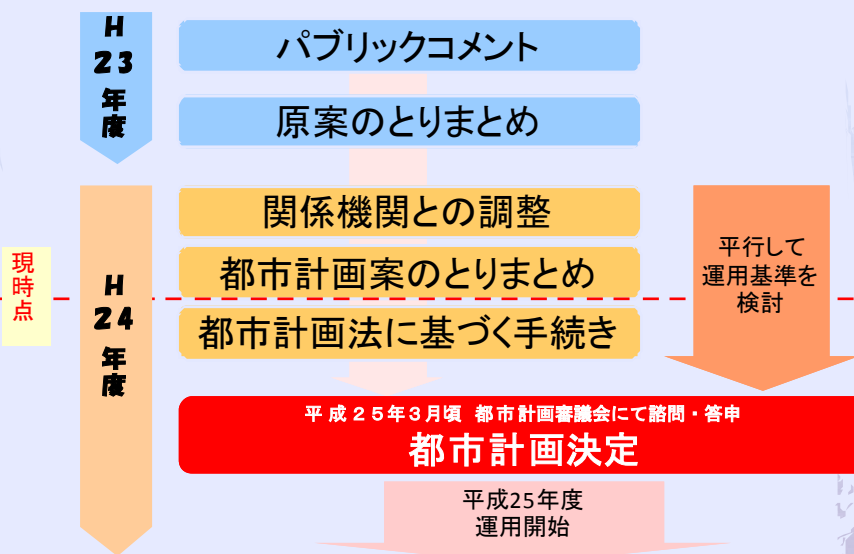 H
23
年
度
パブリックコメント
原案のとりまとめ
現
時
点
H
24
年
度
関係機関との調整
都市計画案のとりまとめ
都市計画法に基づく手続き
平行して
運用基準を
検討
平成２５年３月頃 都市計画審議会にて諮問・答申
都市計画決定
平成25年度
運用開始